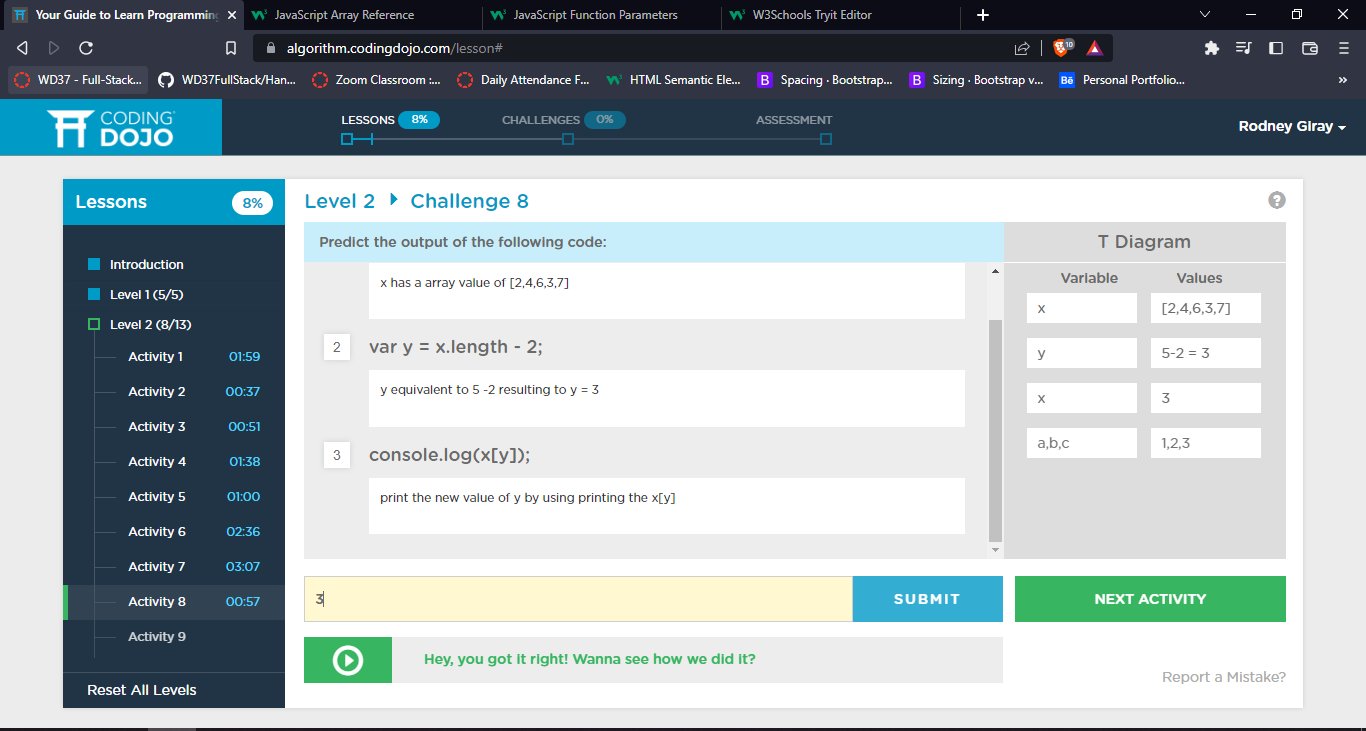 Your Guide to Learn Programming
JavaScript Array Reference
JavaScript Function Parameters
W3Schools Tryit Editor
algorithm.codingdojo.com/lesson#
10
WD37 - Full-Stack...
WD37FullStack/Han...
Zoom Classroom :...
Daily Attendance F...
HTML Semantic Ele...
B
Spacing · Bootstrap...
B
Sizing · Bootstrap v...
Bē
Personal Portfolio...
»
CODING
DOJO
LESSONS 8%
CHALLENGES 0%
ASSESSMENT
Rodney Giray
Lessons
8%
Introduction
Level 1 (5/5)
Level 2 (8/13)
Activity 1 01:59
Activity 2 00:37
Activity 3 00:51
Activity 4 01:38
Activity 5 01:00
Activity 6 02:36
Activity 7 03:07
Activity 8 00:57
Activity 9
Reset All Levels
Level 2 Challenge 8
?
Predict the output of the following code:
x has a array value of [2,4,6,3,7]
2 var y = x.length - 2;
y equivalent to 5 -2 resulting to y = 3
3 console.log(x[y]);
print the new value of y by using printing the x[y]
T Diagram
Variable Values
x [2,4,6,3,7]
y 5-2 = 3
x 3
a,b,c 1,2,3
3
SUBMIT
NEXT ACTIVITY
Hey, you got it right! Wanna see how we did it?
Report a Mistake?